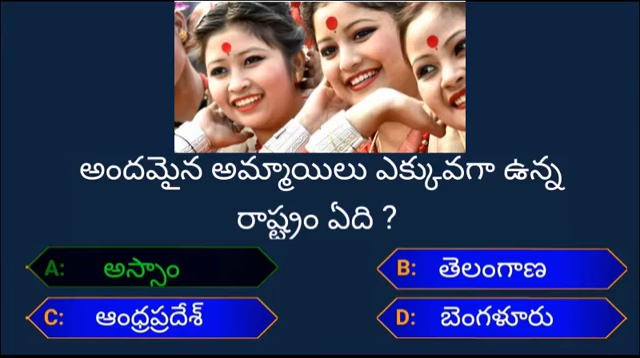 అందమైన అమ్మాయిలు ఎక్కువగా ఉన్న
రాష్ట్రం ఏది ?
A: అస్సాం
B: తెలంగాణ
C: ఆంధ్రప్రదేశ్
D: బెంగళూరు